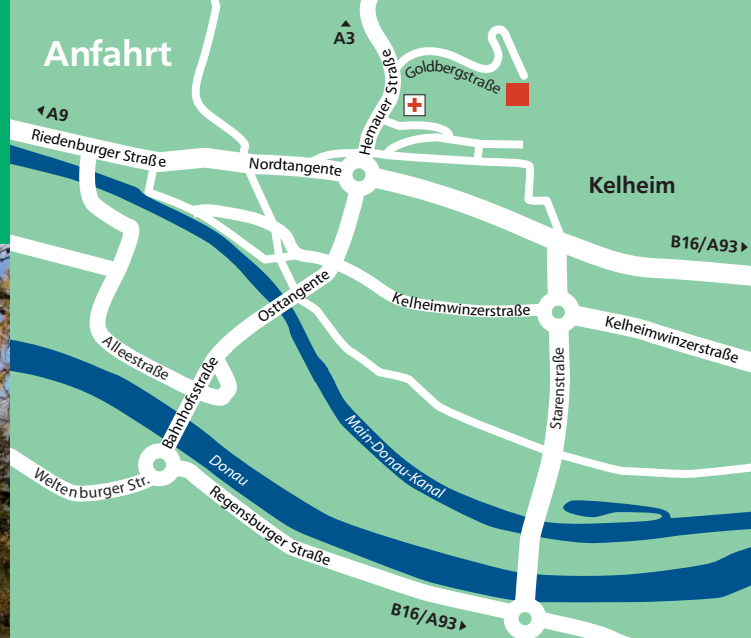 Anfahrt
A3
Hemauer Straße
Goldbergstraße
A9
Riedenburger Straße
Nordtangente
Kelheim
B16/A93
Osttangente
Kelheimwinzerstraße
Kelheimwinzerstraße
Alleestraße
Bahnhofsstraße
Starenstraße
Main-Donau-Kanal
Donau
Weltenburger Str.
Regensburger Straße
B16/A93